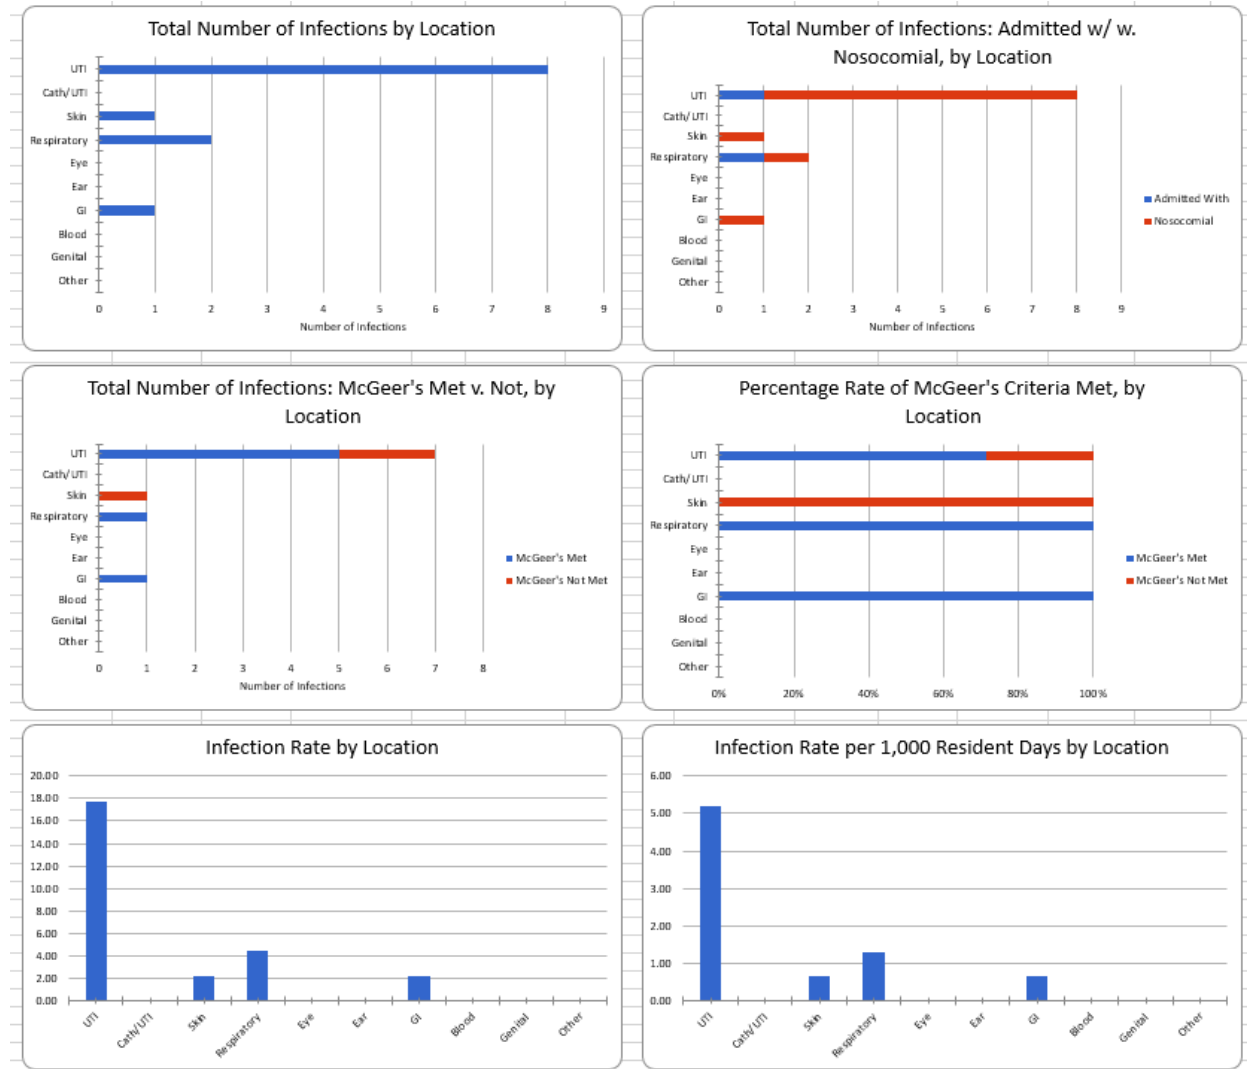 Total Number of Infections by Location
UTI
Cath/UTI
Skin
Respiratory
Eye
Ear
GI
Blood
Genital
Other
0 1 2 3 4 5 6 7 8 9
Number of Infections
Total Number of Infections: Admitted w/ w.
Nosocomial, by Location
UTI
Cath/UTI
Skin
Respiratory
Eye
Ear
GI
Blood
Genital
Other
Admitted With
Nosocomial
0 1 2 3 4 5 6 7 8 9
Number of Infections
Total Number of Infections: McGeer's Met v. Not, by
Location
UTI
Cath/UTI
Skin
Respiratory
Eye
Ear
GI
Blood
Genital
Other
McGeer's Met
McGeer's Not Met
0 1 2 3 4 5 6 7 8
Number of Infections
Percentage Rate of McGeer's Criteria Met, by
Location
UTI
Cath/UTI
Skin
Respiratory
Eye
Ear
GI
Blood
Genital
Other
McGeer's Met
McGeer's Not Met
0% 20% 40% 60% 80% 100%
Infection Rate by Location
20.00
18.00
16.00
14.00
12.00
10.00
8.00
6.00
4.00
2.00
0.00
UTI Cath/UTI Skin Respiratory Eye Ear GI Blood Genital Other
Infection Rate per 1,000 Resident Days by Location
6.00
5.00
4.00
3.00
2.00
1.00
0.00
UTI Cath/UTI Skin Respiratory Eye Ear GI Blood Genital Other